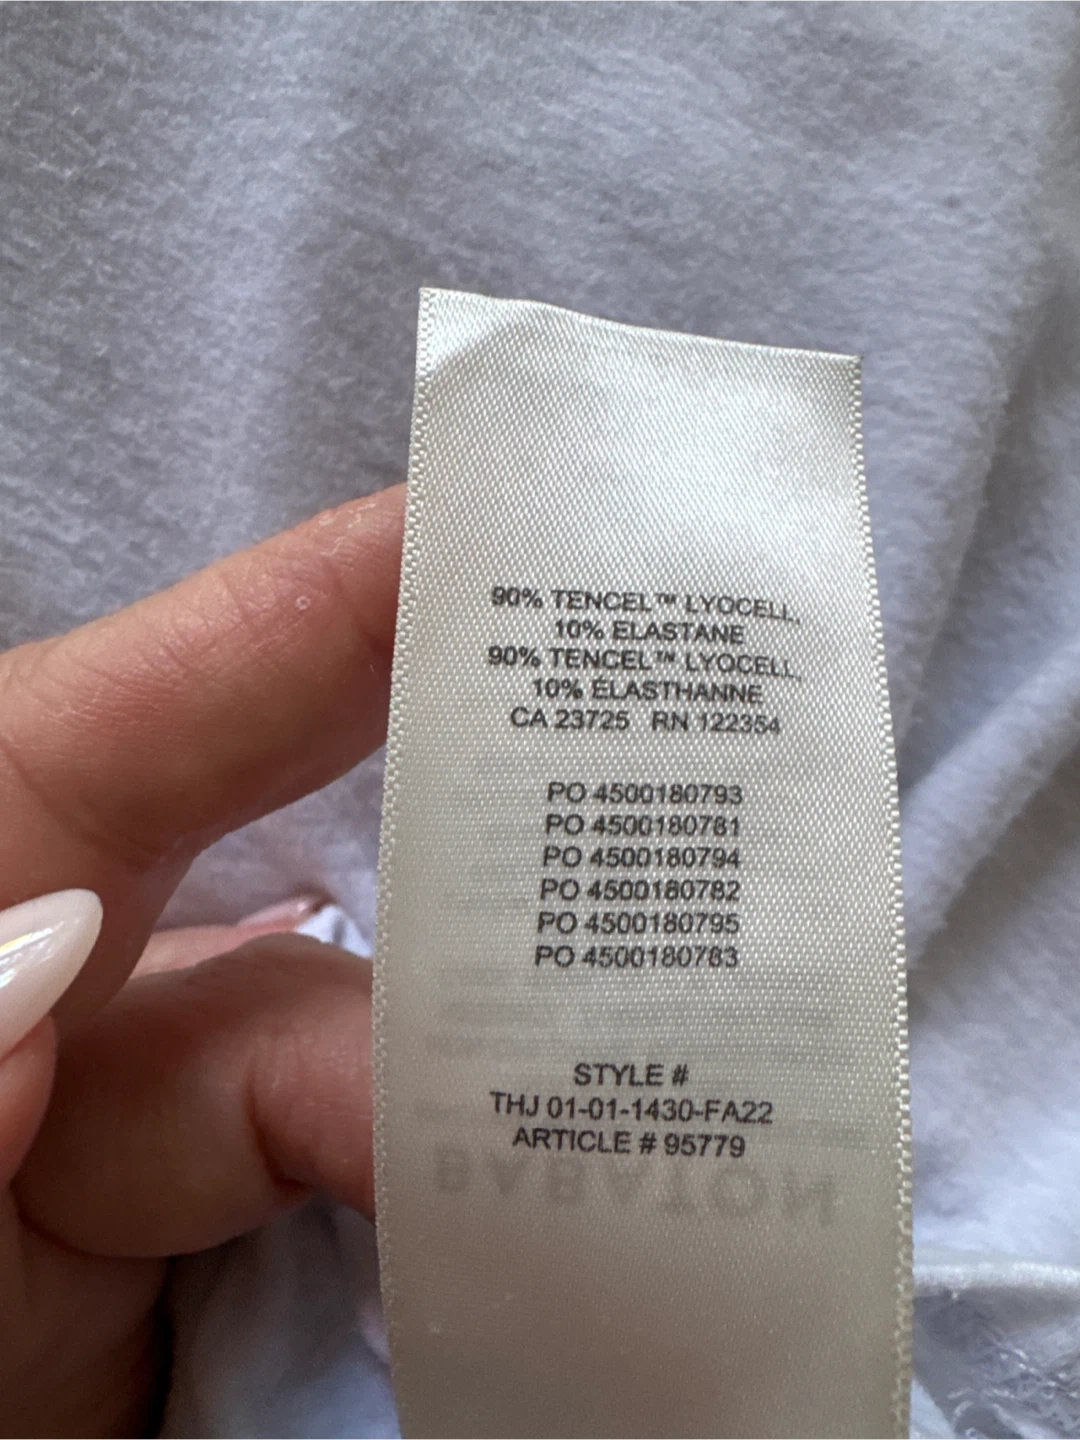 90% TENCEL™ LYOCELL,
10% ELASTANE
90% TENCEL™ LYOCELL,
10% ÉLASTHANNE
CA 23725 RN 122354
PO 4500180793
PO 4500180781
PO 4500180794
PO 4500180782
PO 4500180795
PO 4500180783
STYLE #
THJ 01-01-1430-FA22
ARTICLE # 95779
BABATON